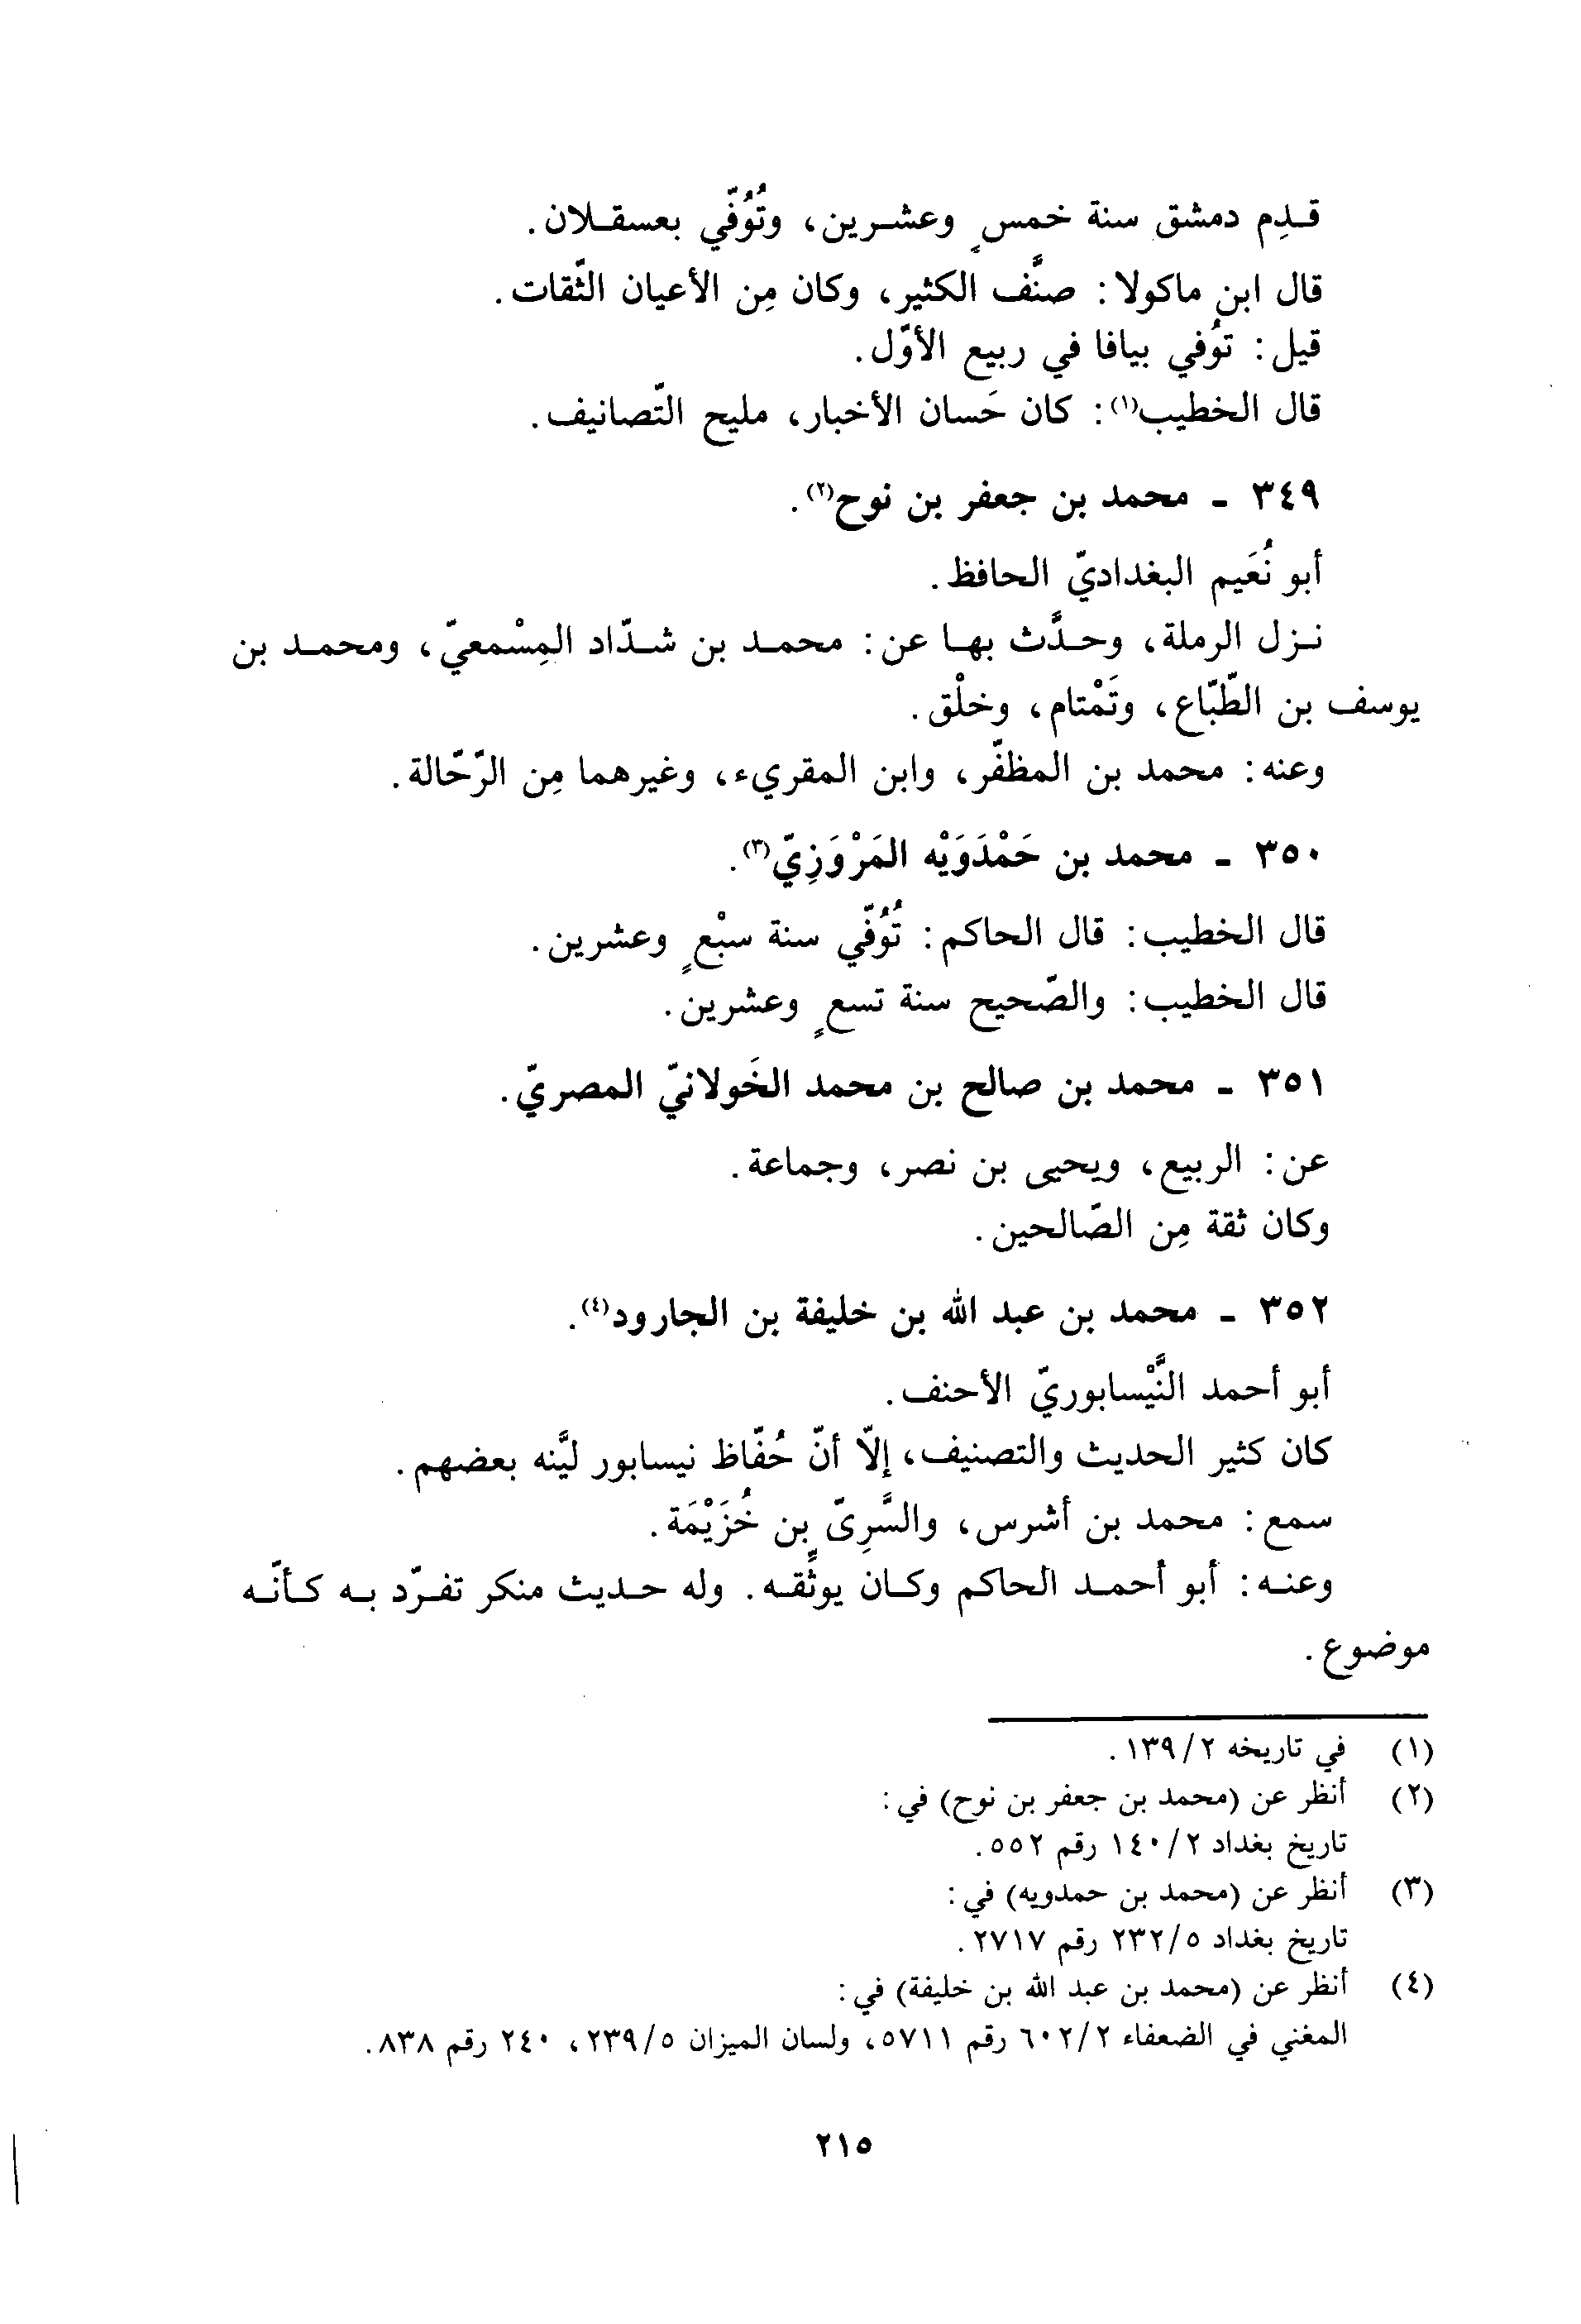 قـدِم دمشق سنة خمسٍ وعشـرين، وتُوُفّي بعسقـلان.
قال ابن ماكولا: صنَّف الكثير، وكان مِن الأعيان الثّقات.
قيل: توُفي بيافا في ربيع الأوّل.
قال الخطيب(١): كان حَسان الأخبار، مليح التّصانيف.
٣٤٩ ـ محمد بن جعفر بن نوح(٢).
أبو نُعَيم البغداديّ الحافظ.
نـزل الرملة، وحـدَّث بهـا عن: محمـد بن شـدّاد المِسْمعيّ، ومحمـد بن
يوسف بن الطّبّاع، وتَمْتام، وخلْق.
وعنه: محمد بن المظفّر، وابن المقريء، وغيرهما مِن الرّحّالة.
٣٥٠ ـ محمد بن حَمْدَوَيْه المَرْوَزِيّ(٣).
قال الخطيب: قال الحاكم: تُوُفّي سنة سبْعٍ وعشرين.
قال الخطيب: والصّحيح سنة تسعٍ وعشرين.
٣٥١ ـ محمد بن صالح بن محمد الخَولانيّ المصريّ.
عن: الربيع، ويحيى بن نصر، وجماعة.
وكان ثقة مِن الصّالحين.
٣٥٢ ـ محمد بن عبد الله بن خليفة بن الجارود(٤).
أبو أحمد النَّيْسابوريّ الأحنف.
كان كثير الحديث والتصنيف، إلّا أنّ حُفّاظ نيسابور ليَّنه بعضهم.
سمع: محمد بن أشرس، والسَّرِىّ بن خُزَيْمَة.
وعنـه: أبو أحمـد الحاكم وكـان يوثِّقـه. وله حـديث منكر تفـرّد بـه كـأنّـه
موضوع.
(١) في تاريخه ١٣٩/٢.
(٢) أنظر عن (محمد بن جعفر بن نوح) في:
تاريخ بغداد ١٤٠/٢ رقم ٥٥٢.
(٣) أنظر عن (محمد بن حمدويه) في:
تاريخ بغداد ٢٣٢/٥ رقم ٢٧١٧.
(٤) أنظر عن (محمد بن عبد الله بن خليفة) في:
المغني في الضعفاء ٦٠٢/٢ رقم ٥٧١١، ولسان الميزان ٢٣٩/٥، ٢٤٠ رقم ٨٣٨.
٢١٥